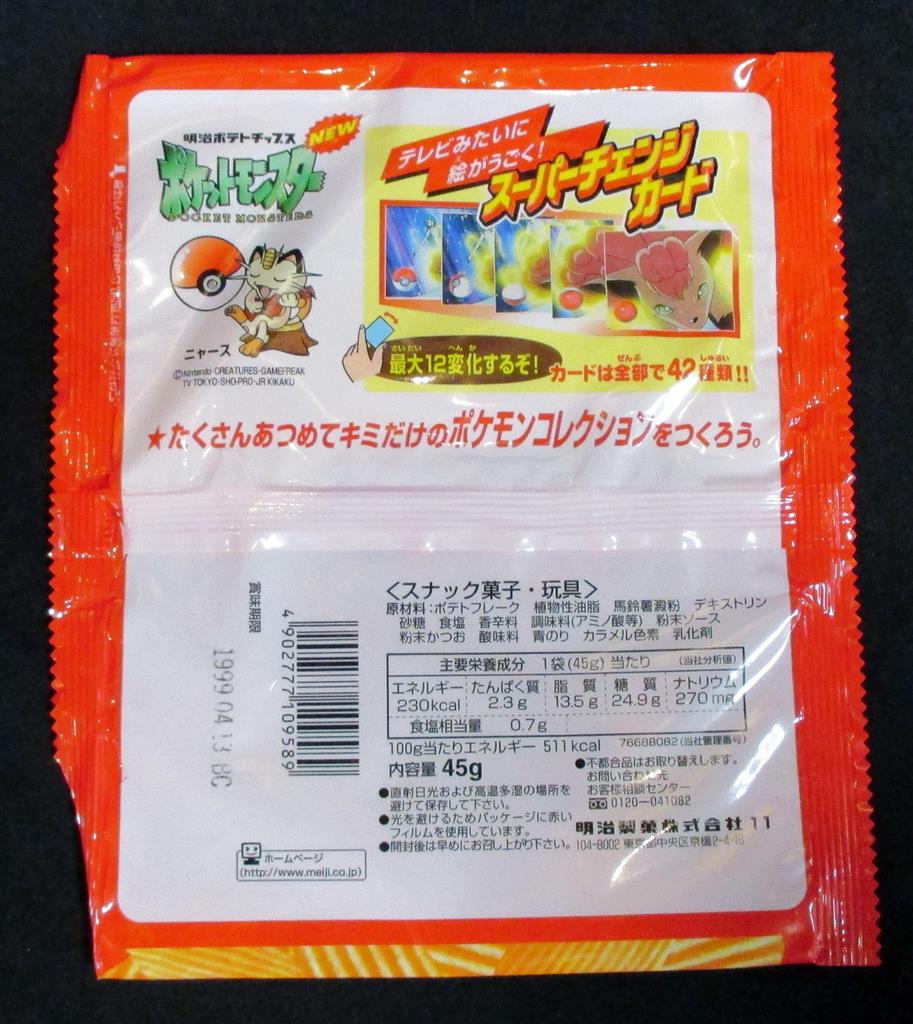 明治ポテトチップス
NEW
ポケットモンスター
POCKET MONSTERS
ニャース
©Nintendo・CREATURES・GAMEFREAK
TV TOKYO・SHO-PRO・JR KIKAKU
テレビみたいに
絵がうごく!
スーパーチェンジ
カード
さいだい へんか
最大12変化するぞ!
ぜんぶ しゅるい
カードは全部で42種類!!
★たくさんあつめてキミだけのポケモンコレクションをつくろう。
賞味期限
1999.04.13 BC
4902777109589
<スナック菓子・玩具>
原材料:ポテトフレーク 植物性油脂 馬鈴薯澱粉 デキストリン
砂糖 食塩 香辛料 調味料(アミノ酸等) 粉末ソース
粉末かつお 酸味料 青のり カラメル色素 乳化剤
主要栄養成分 1袋(45g)当たり (当社分析値)
エネルギー たんぱく質 脂質 糖質 ナトリウム
230kcal 2.3g 13.5g 24.9g 270mg
食塩相当量 0.7g
100g当たりエネルギー 511kcal 7668B082(当社管理番号)
内容量 45g
●直射日光および高温多湿の場所を
避けて保存して下さい。
●光を避けるためパッケージに赤い
フィルムを使用しています。
●開封後は早めにお召し上がり下さい。
●不都合品はお取り替えします。
お問い合わせ先
お客様相談センター
0120-041082
明治製菓株式会社 11
104-8002 東京都中央区京橋2-4-16
ホームページ
(http://www.meiji.co.jp)